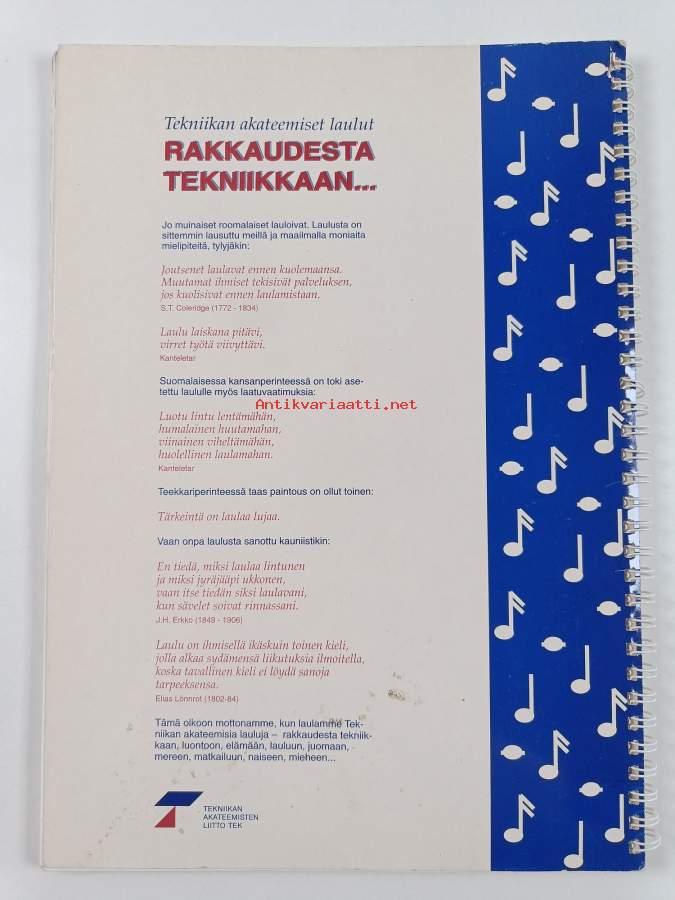 Tekniikan akateemiset laulut
RAKKAUDESTA
TEKNIIKKAAN...
Jo muinaiset roomalaiset lauloivat. Laulusta on
sittemmin lausuttu meillä ja maailmalla moniaita
mielipiteitä, tylyjäkin:
Joutsenet laulavat ennen kuolemaansa.
Muutamat ihmiset tekisivät palveluksen,
jos kuolisivat ennen laulamistaan.
S.T. Coleridge (1772 - 1834)
Laulu laiskana pitävi,
virret työtä viivyttävi.
Kanteletar
Suomalaisessa kansanperinteessä on toki ase-
tettu laululle myös laatuvaatimuksia:
Antikvariaatti.net
Luotu lintu lentämähän,
humalainen huutamahan,
viinainen viheltämähän,
huolellinen laulamahan.
Kanteletar
Teekkariperinteessä taas paintous on ollut toinen:
Tärkeintä on laulaa lujaa.
Vaan onpa laulusta sanottu kauniistikin:
En tiedä, miksi laulaa lintunen
ja miksi jyräjääpi ukkonen,
vaan itse tiedän siksi laulavani,
kun sävelet soivat rinnassani.
J.H. Erkko (1849 - 1906)
Laulu on ihmisellä ikäskuin toinen kieli,
jolla alkaa sydämensä liikutuksia ilmoitella,
koska tavallinen kieli ei löydä sanoja
tarpeeksensa.
Elias Lönnrot (1802-84)
Tämä olkoon mottonamme, kun laulamme Tek-
niikan akateemisia lauluja – rakkaudesta tekniik-
kaan, luontoon, elämään, lauluun, juomaan,
mereen, matkailuun, naiseen, mieheen...
TEKNIIKAN
AKATEEMISTEN
LIITTO TEK